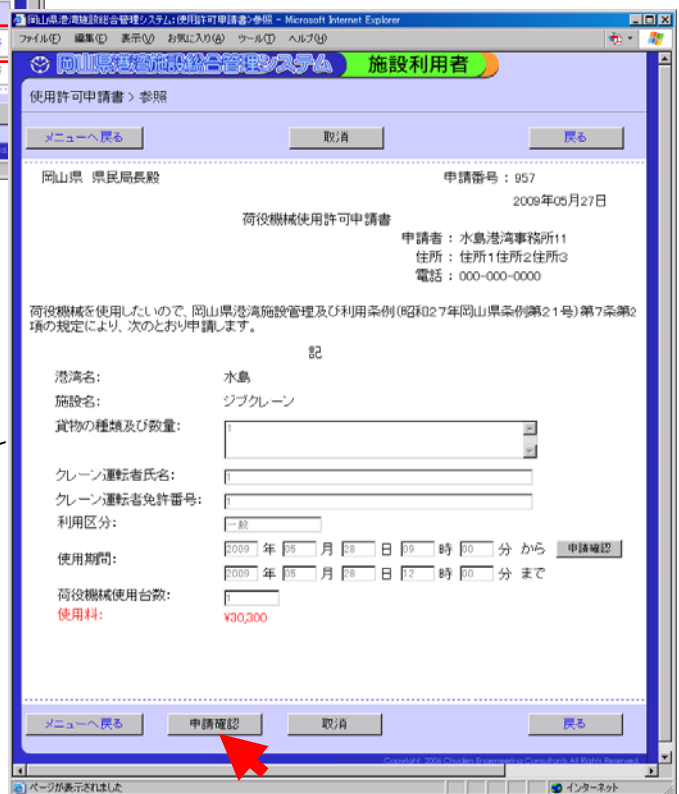 岡山県港湾施設総合管理システム:使用許可申請書>参照 - Microsoft Internet Explorer
ファイル(F) 編集(E) 表示(V) お気に入り(A) ツール(T) ヘルプ(H)
岡山県港湾施設総合管理システム 施設利用者
使用許可申請書 > 参照
メニューへ戻る 取消 戻る
岡山県 県民局長殿 申請番号 : 957
2009年05月27日
荷役機械使用許可申請書
申請者 : 水島港湾事務所11
住所 : 住所1住所2住所3
電話 : 000-000-0000
荷役機械を使用したいので、岡山県港湾施設管理及び利用条例(昭和27年岡山県条例第21号)第7条第2
項の規定により、次のとおり申請します。
記
港湾名: 水島
施設名: ジブクレーン
貨物の種類及び数量: 1
クレーン運転者氏名: 1
クレーン運転者免許番号: 1
利用区分: 一般
使用期間: 2009 年 05 月 28 日 09 時 00 分 から 申請確認
2009 年 05 月 28 日 12 時 00 分 まで
荷役機械使用台数: 1
使用料: ¥30,300
メニューへ戻る 申請確認 取消 戻る
Copyright 2006 Chuden Engineering Consultants All Rights Reserved.
ページが表示されました インターネット